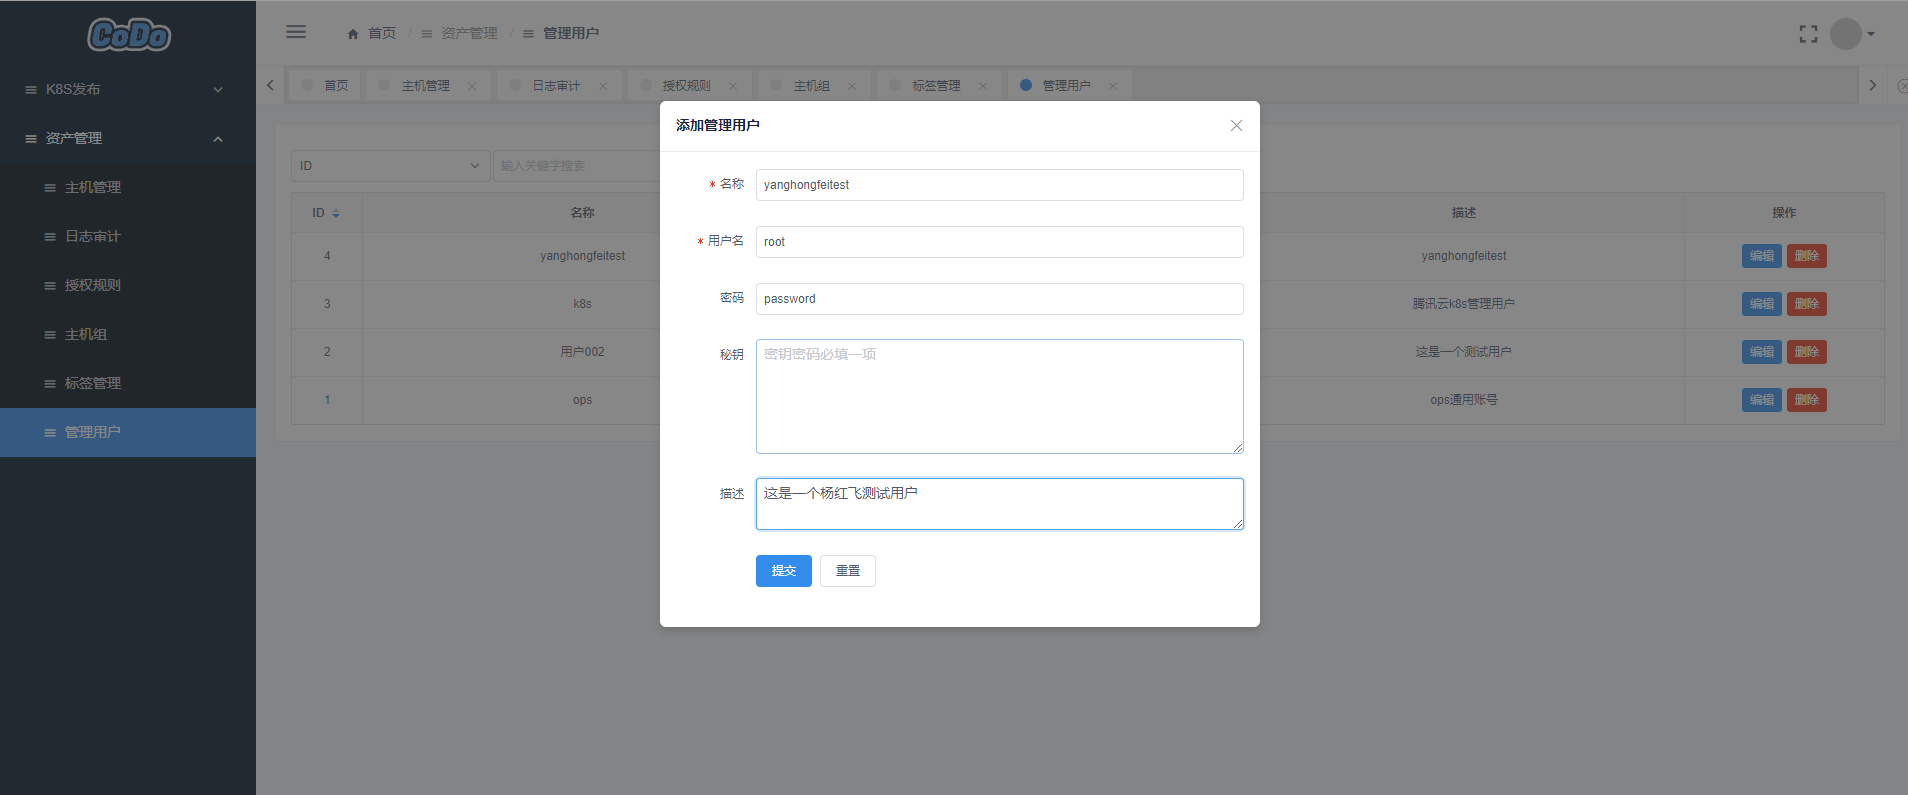 CoDo
K8S发布
资产管理
主机管理
日志审计
授权规则
主机组
标签管理
管理用户
首页 / 资产管理 / 管理用户
首页 主机管理 日志审计 授权规则 主机组 标签管理 管理用户
ID 输入关键字搜索
ID 名称 描述 操作
4 yanghongfeitest yanghongfeitest 编辑 删除
3 k8s 腾讯云k8s管理用户 编辑 删除
2 用户002 这是一个测试用户 编辑 删除
1 ops ops通用账号 编辑 删除
添加管理用户
* 名称 yanghongfeitest
* 用户名 root
密码 password
秘钥 密钥密码必填一项
描述 这是一个杨红飞测试用户
提交 重置